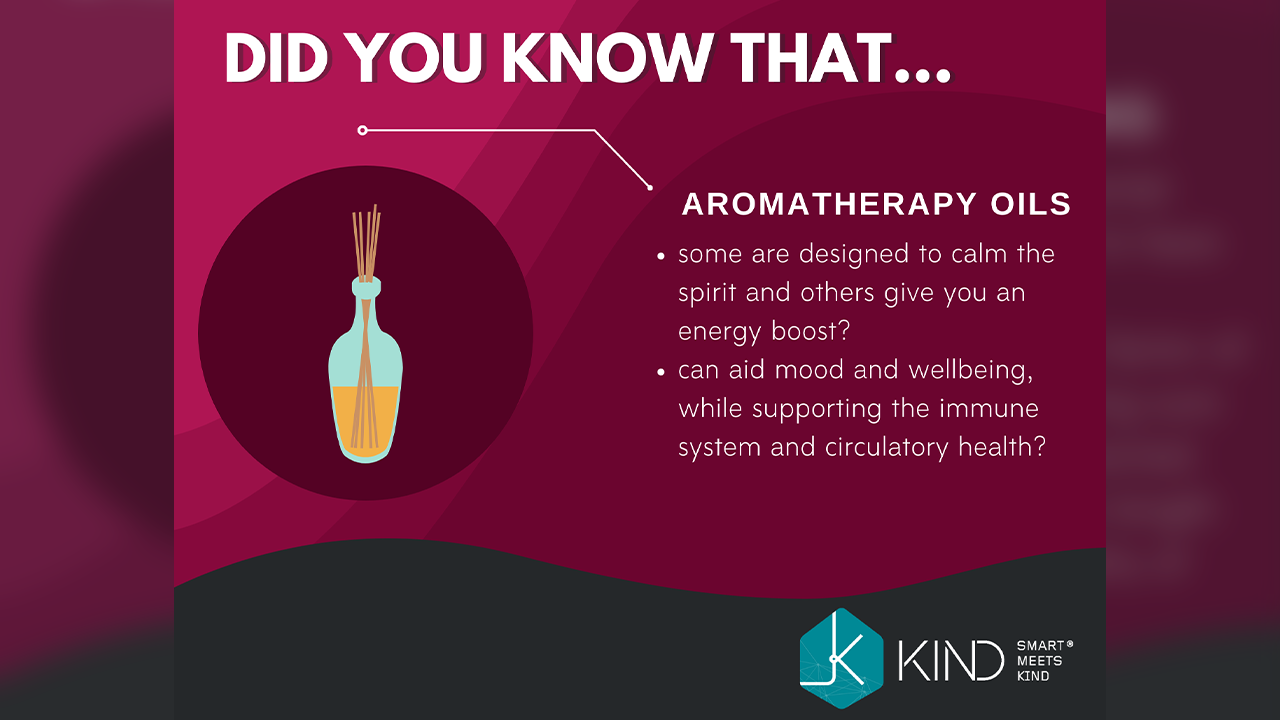 DID YOU KNOW THAT...
AROMATHERAPY OILS
• some are designed to calm the
spirit and others give you an
energy boost?
• can aid mood and wellbeing,
while supporting the immune
system and circulatory health?
KIND
SMART®
MEETS
KIND